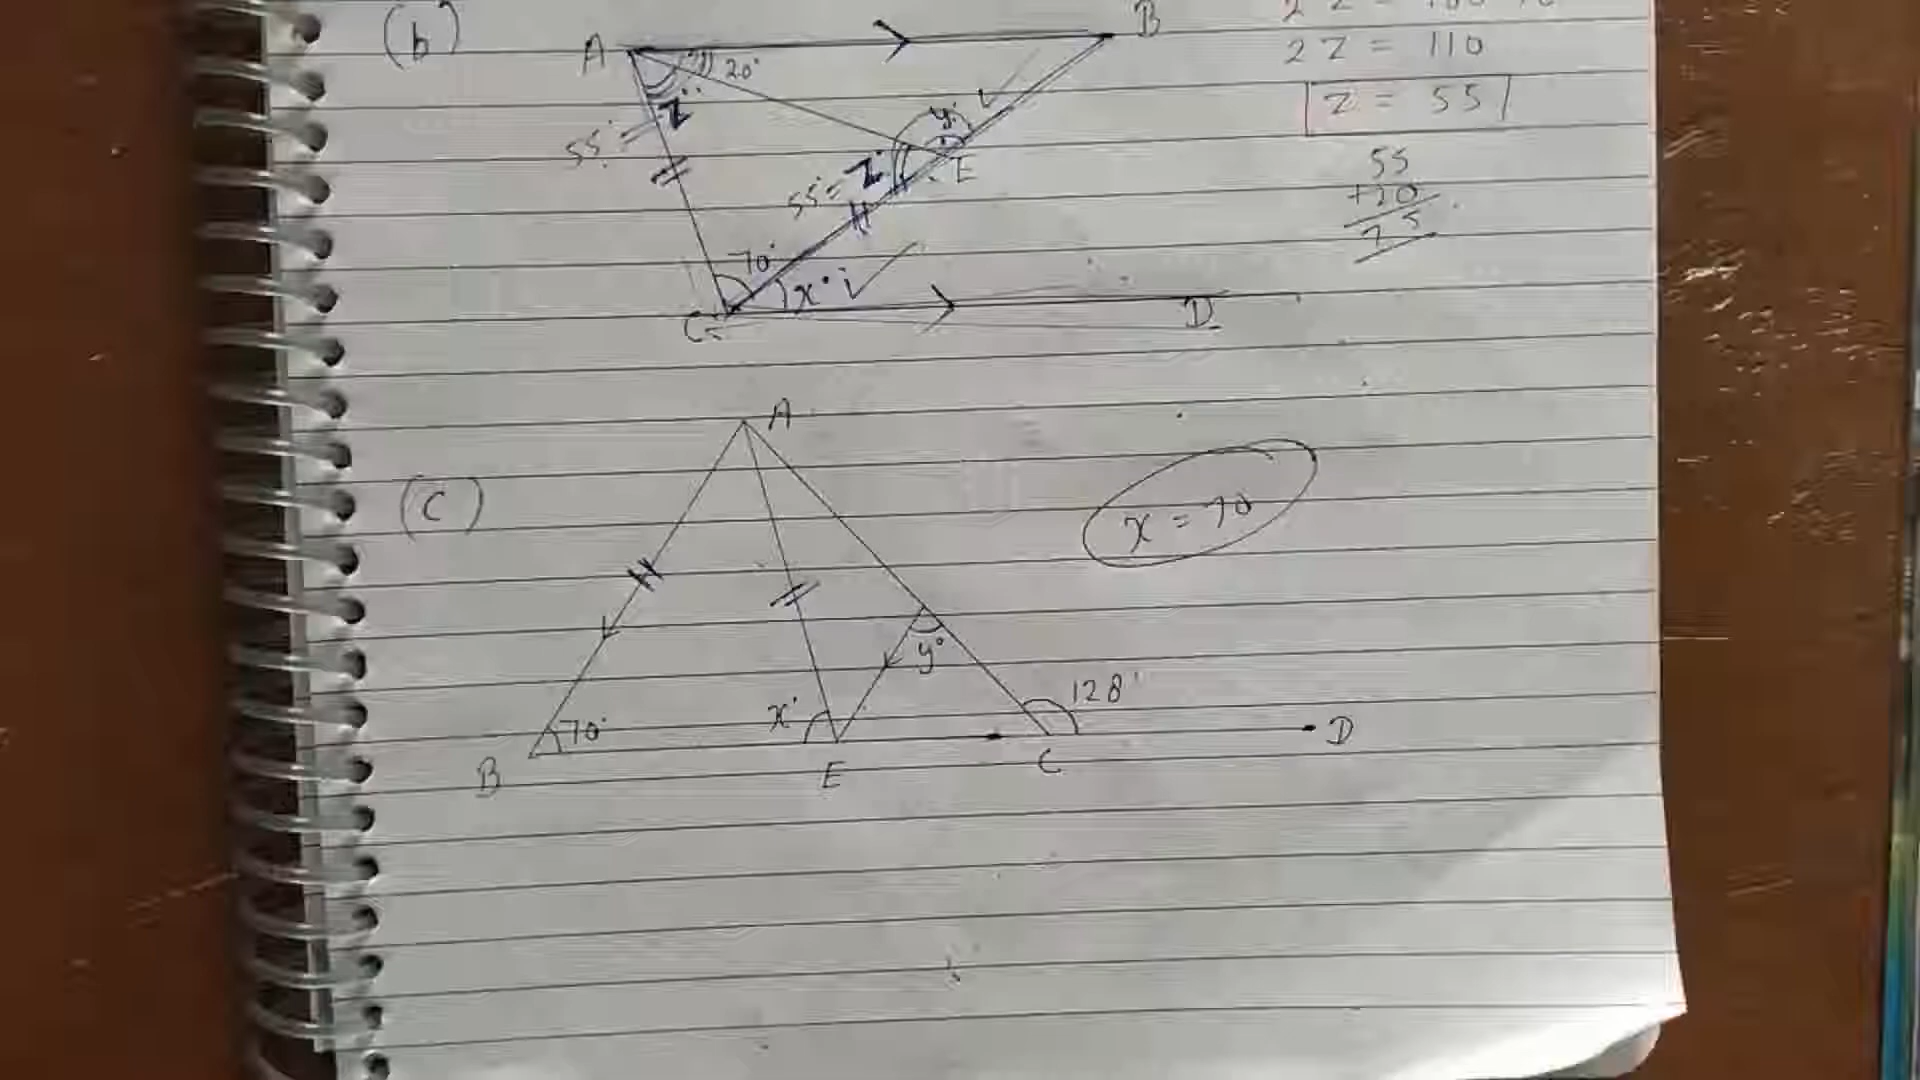 (b)
A
B
20°
Z°
55° =
y°
E
55° = Z°
70°
x°
C
D
2Z = 110
Z = 55
55
+20
75
(c)
A
x = 70
y°
128°
x°
70°
B
E
C
D